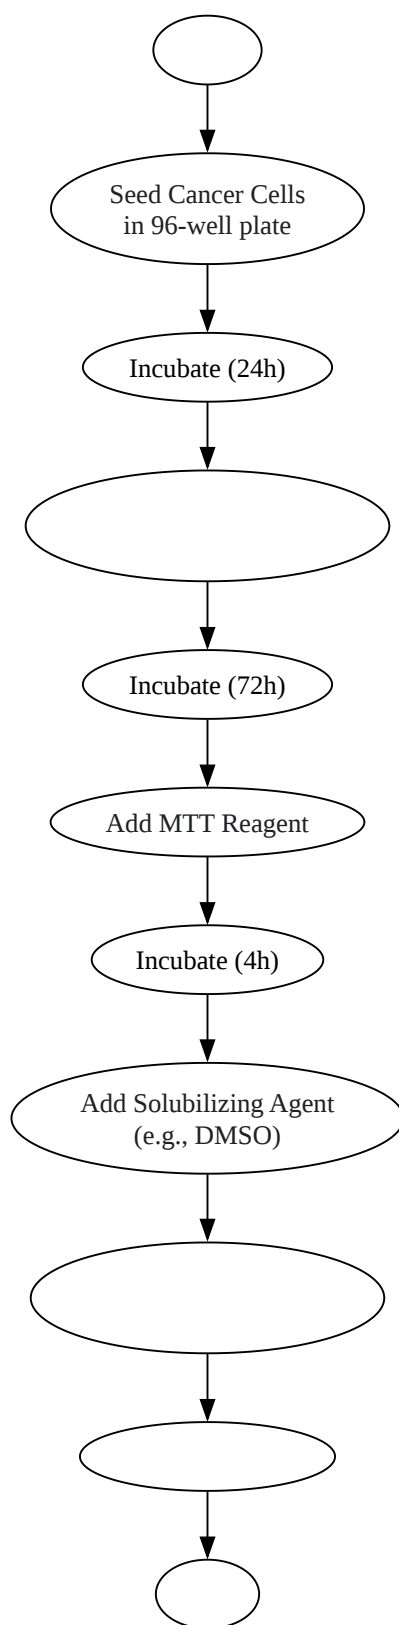 Seed Cancer Cells
in 96-well plate
Incubate (24h)
Incubate (72h)
Add MTT Reagent
Incubate (4h)
Add Solubilizing Agent
(e.g., DMSO)